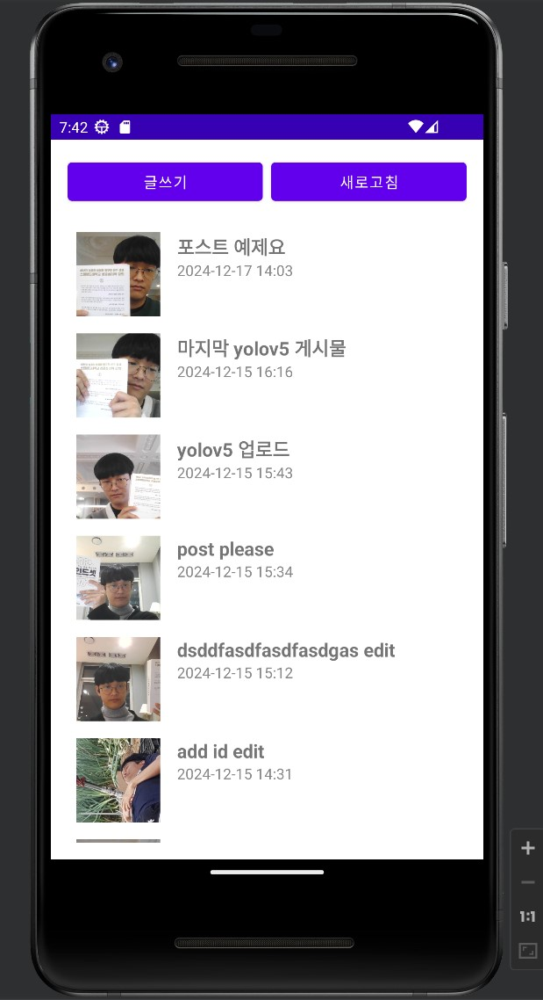 7:42
글쓰기 새로고침
포스트 예제요
2024-12-17 14:03
마지막 yolov5 게시물
2024-12-15 16:16
yolov5 업로드
2024-12-15 15:43
post please
2024-12-15 15:34
인드셋
dsddfasdfasdfasdgas edit
2024-12-15 15:12
add id edit
2024-12-15 14:31
1:1